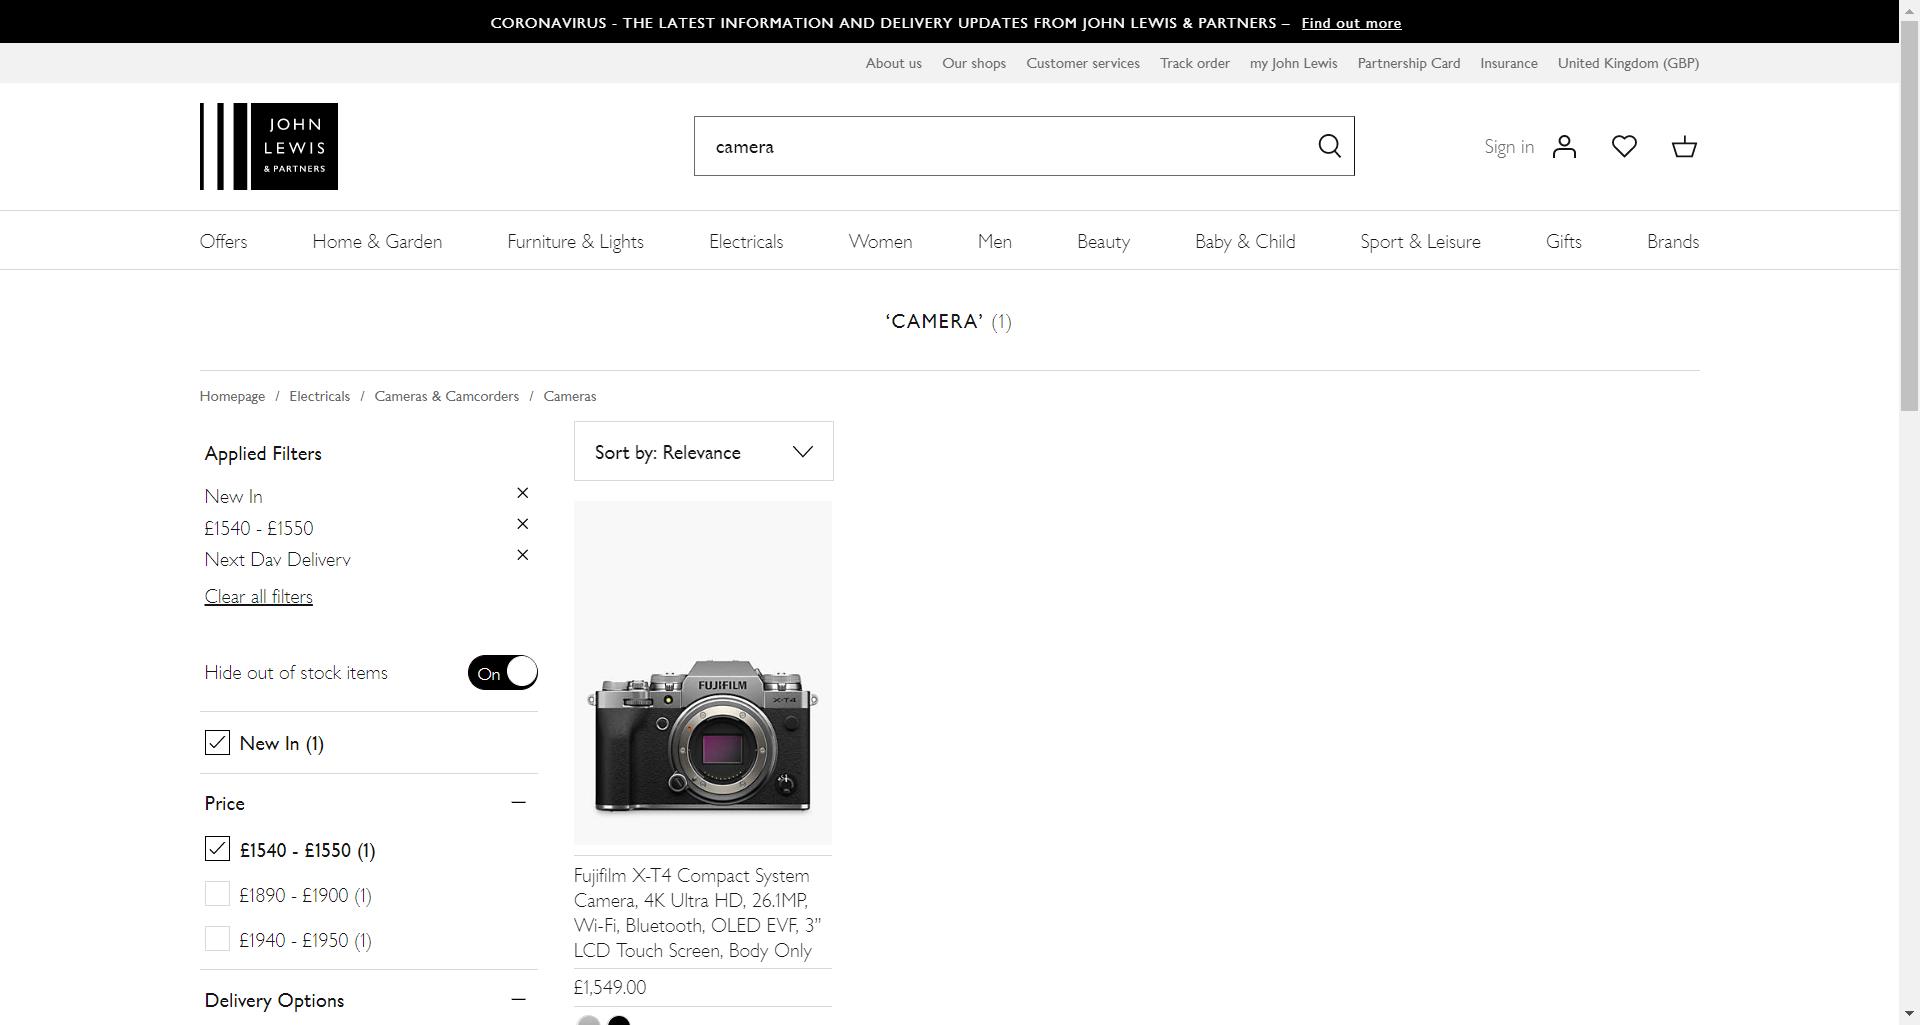 CORONAVIRUS - THE LATEST INFORMATION AND DELIVERY UPDATES FROM JOHN LEWIS & PARTNERS – Find out more
About us Our shops Customer services Track order my John Lewis Partnership Card Insurance United Kingdom (GBP)
JOHN
LEWIS
& PARTNERS
camera
Sign in
Offers Home & Garden Furniture & Lights Electricals Women Men Beauty Baby & Child Sport & Leisure Gifts Brands
‘CAMERA’ (1)
Homepage / Electricals / Cameras & Camcorders / Cameras
Applied Filters
New In
£1540 - £1550
Next Day Delivery
Clear all filters
Hide out of stock items On
New In (1)
Price
£1540 - £1550 (1)
£1890 - £1900 (1)
£1940 - £1950 (1)
Delivery Options
Sort by: Relevance
FUJIFILM
X-T4
Fujifilm X-T4 Compact System
Camera, 4K Ultra HD, 26.1MP,
Wi-Fi, Bluetooth, OLED EVF, 3”
LCD Touch Screen, Body Only
£1,549.00